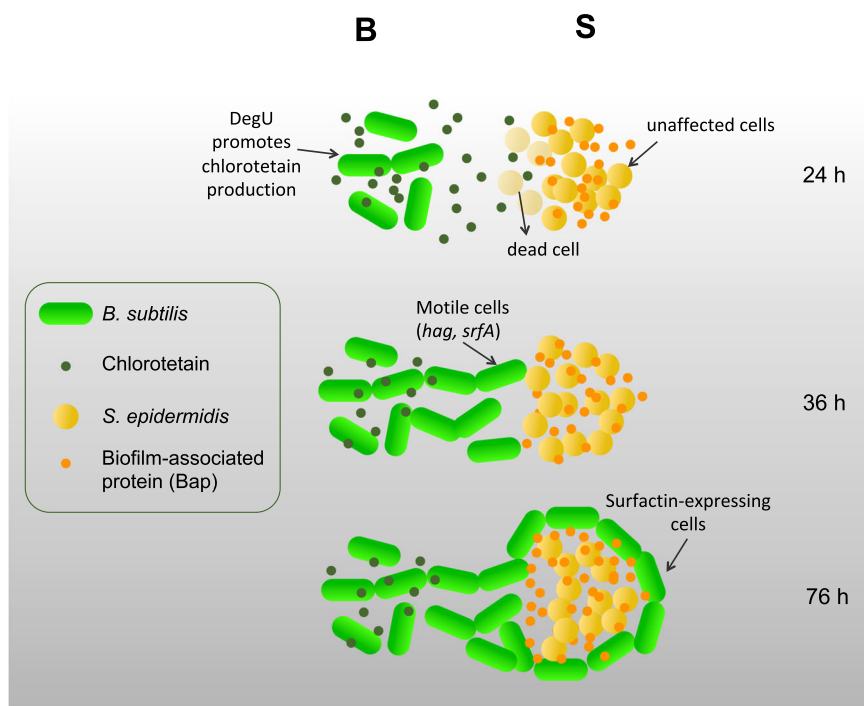 B
S
DegU
promotes
chlorotetain
production
unaffected cells
24 h
dead cell
B. subtilis
Chlorotetain
S. epidermidis
Biofilm-associated
protein (Bap)
Motile cells
(hag, srfA)
36 h
Surfactin-expressing
cells
76 h